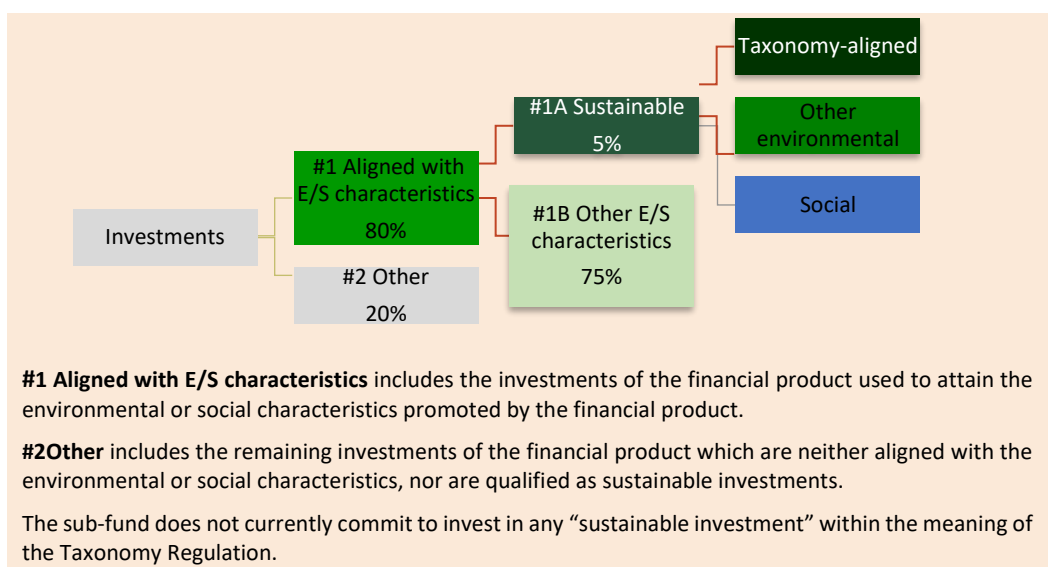 Taxonomy-aligned
#1A Sustainable
5%
Other
environmental
#1 Aligned with
E/S characteristics
80%
#1B Other E/S
characteristics
75%
Social
Investments
#2 Other
20%
#1 Aligned with E/S characteristics includes the investments of the financial product used to attain the
environmental or social characteristics promoted by the financial product.
#2Other includes the remaining investments of the financial product which are neither aligned with the
environmental or social characteristics, nor are qualified as sustainable investments.
The sub-fund does not currently commit to invest in any “sustainable investment” within the meaning of
the Taxonomy Regulation.